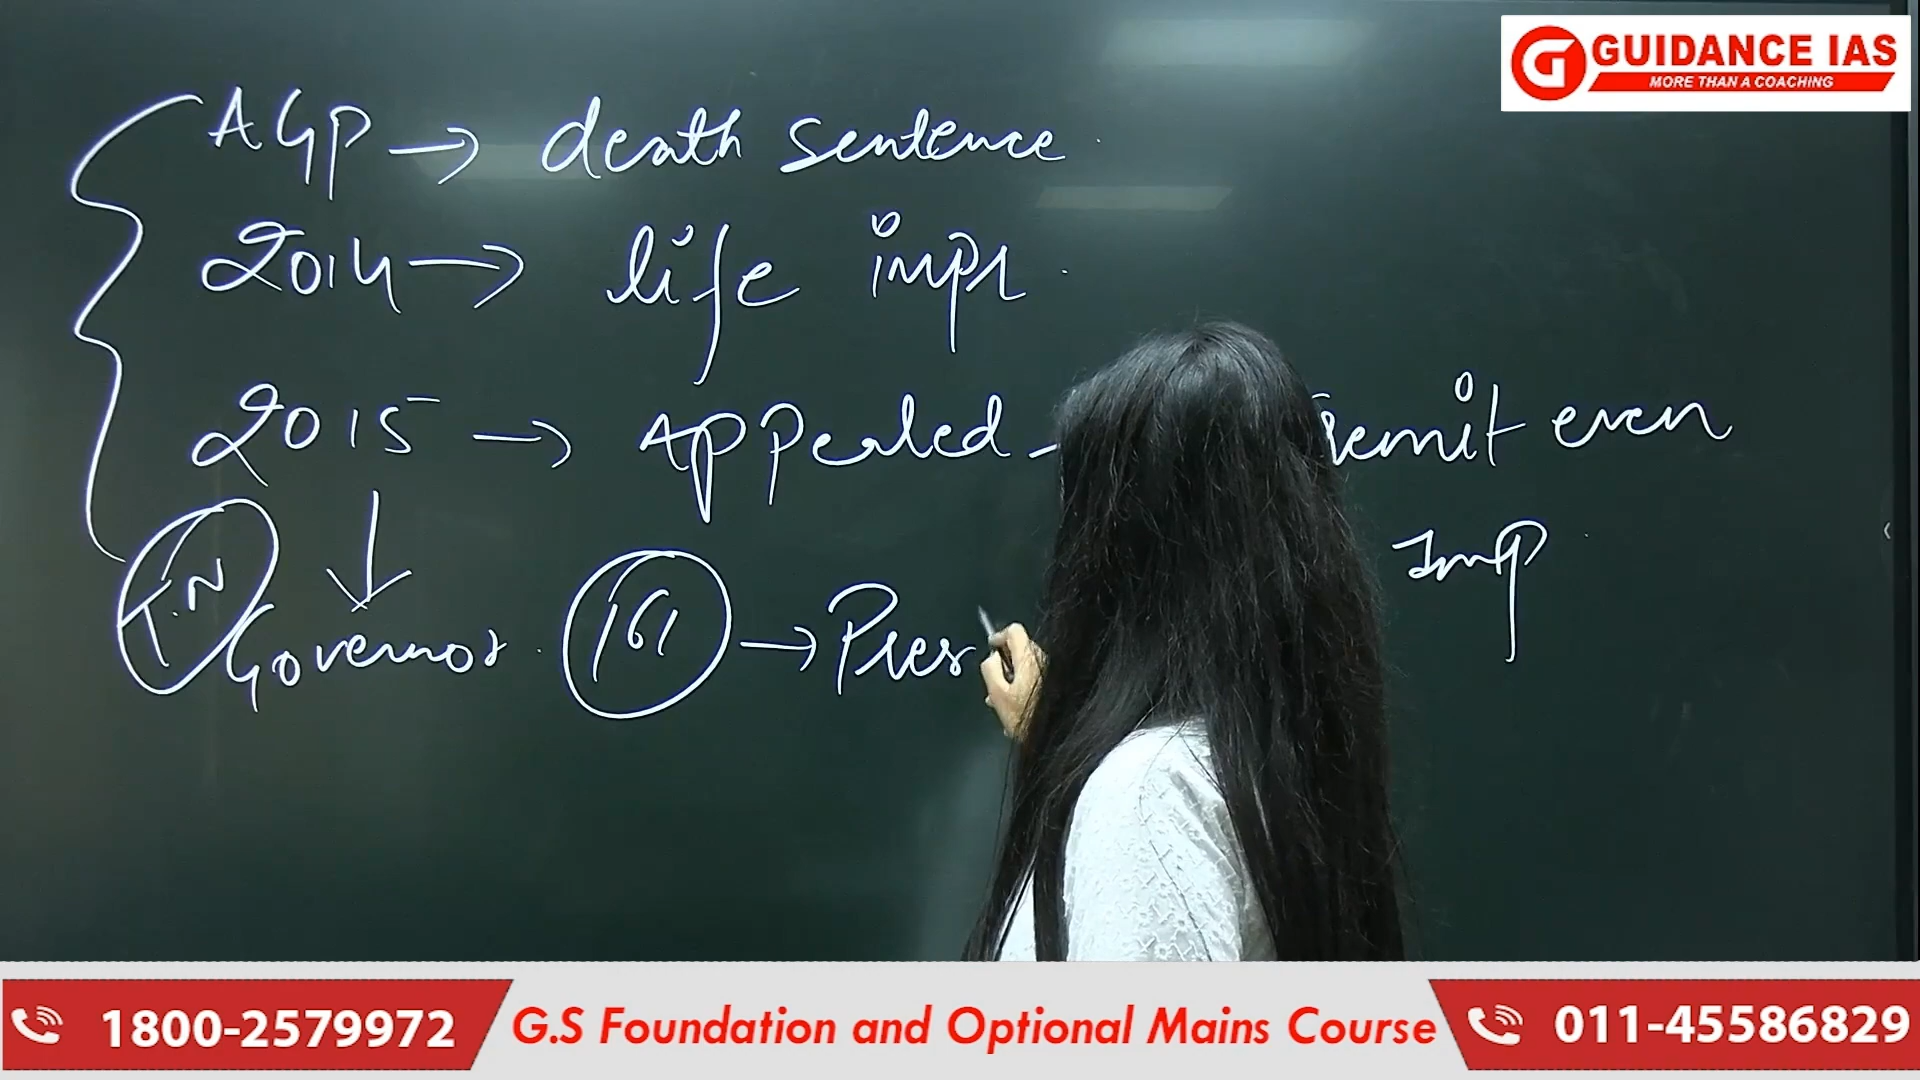 GUIDANCE IAS
MORE THAN A COACHING
AGP → death sentence
2014 → life impr
2015 → Appealed - remit even
Imp
T.N
Governor. 161 → Pres
1800-2579972
G.S Foundation and Optional Mains Course
011-45586829